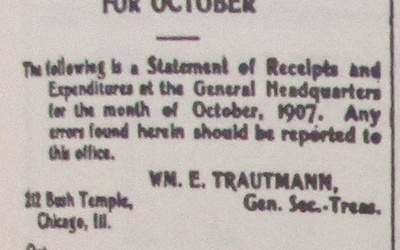 FOR OCTOBER
The following is a Statement of Receipts and
Expenditures at the General Headquarters
for the month of October, 1907. Any
errors found herein should be reported to
this office.
WM. E. TRAUTMANN,
212 Bush Temple, Gen. Sec.-Treas.
Chicago, Ill.